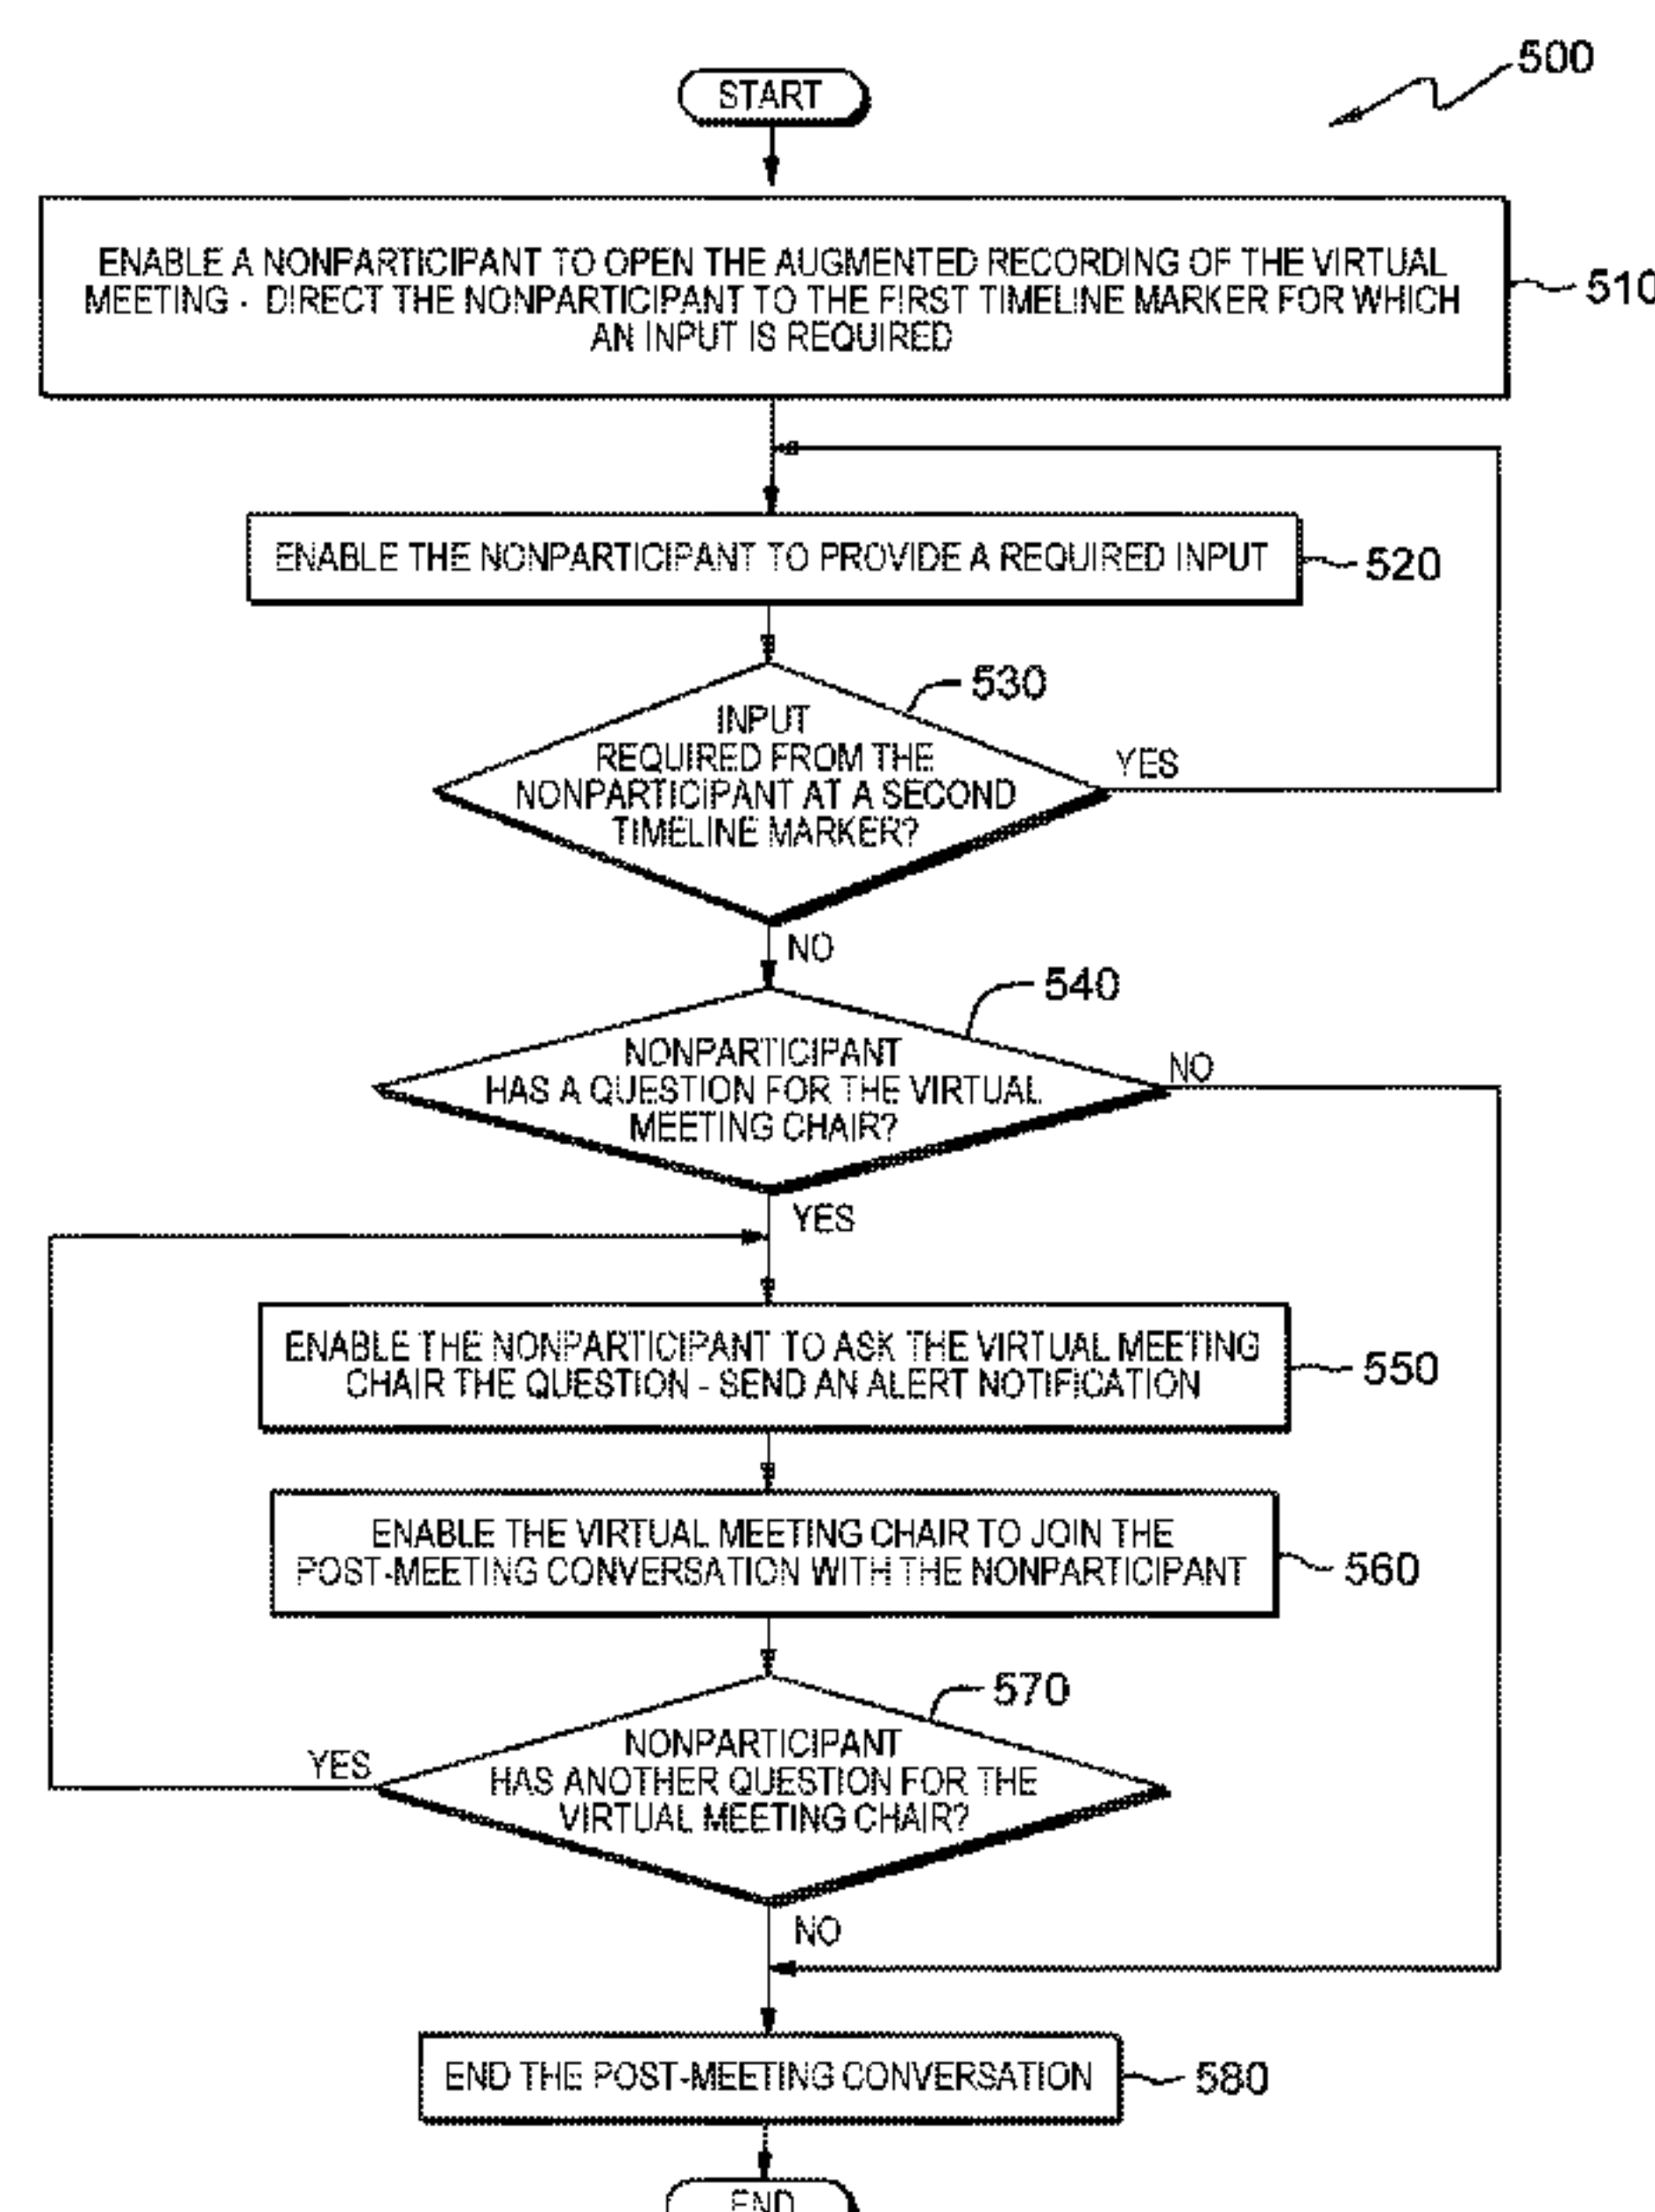 500
START
ENABLE A NONPARTICIPANT TO OPEN THE AUGMENTED RECORDING OF THE VIRTUAL
MEETING - DIRECT THE NONPARTICIPANT TO THE FIRST TIMELINE MARKER FOR WHICH
AN INPUT IS REQUIRED
510
ENABLE THE NONPARTICIPANT TO PROVIDE A REQUIRED INPUT
520
530
INPUT
REQUIRED FROM THE
NONPARTICIPANT AT A SECOND
TIMELINE MARKER?
YES
NO
540
NONPARTICIPANT
HAS A QUESTION FOR THE VIRTUAL
MEETING CHAIR?
NO
YES
ENABLE THE NONPARTICIPANT TO ASK THE VIRTUAL MEETING
CHAIR THE QUESTION - SEND AN ALERT NOTIFICATION
550
ENABLE THE VIRTUAL MEETING CHAIR TO JOIN THE
POST-MEETING CONVERSATION WITH THE NONPARTICIPANT
560
570
NONPARTICIPANT
HAS ANOTHER QUESTION FOR THE
VIRTUAL MEETING CHAIR?
YES
NO
END THE POST-MEETING CONVERSATION
580
END